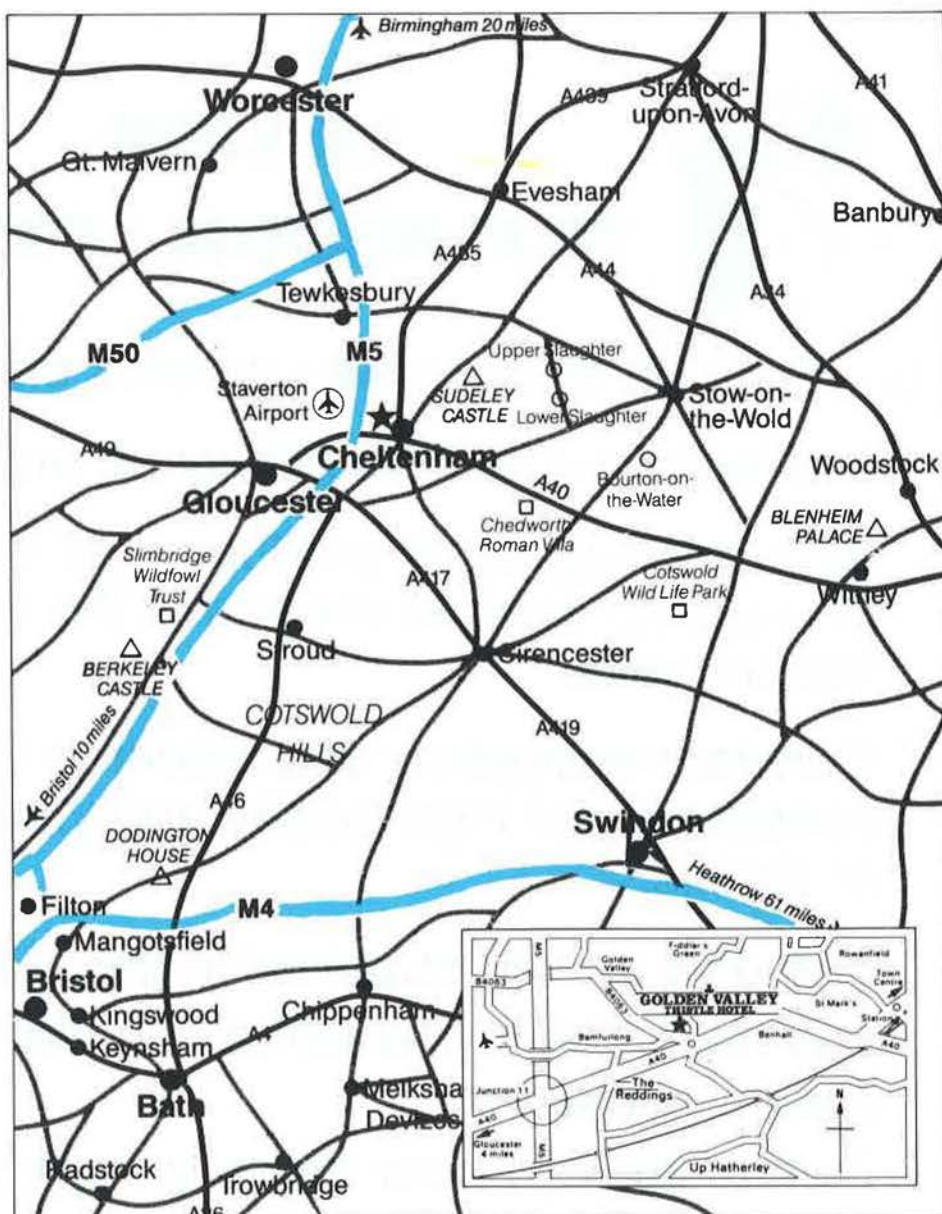 Birmingham 20 miles
Worcester
Stratford-
upon-Avon
A41
Gt. Malvern
Evesham
Banbury
A435
A44
A34
Tewkesbury
M50
M5
Upper Slaughter
Staverton
Airport
SUDELEY
CASTLE
Lower Slaughter
Stow-on-
the-Wold
Cheltenham
Gloucester
A40
Bourton-on-
the-Water
Woodstock
Chedworth
Roman Villa
BLENHEIM
PALACE
Slimbridge
Wildfowl
Trust
A417
Cotswold
Wild Life Park
Witney
Stroud
Cirencester
BERKELEY
CASTLE
COTSWOLD
HILLS
A419
Bristol 10 miles
A46
DODINGTON
HOUSE
Swindon
Heathrow 61 miles
Filton
M4
Mangotsfield
Bristol
Kingswood
Chippenham
Keynsham
A4
Bath
Melksha
Devizes
Radstock
Trowbridge
M5
Golden
Valley
Fiddler's
Green
Rowanfield
B4063
Town
Centre
B4063
GOLDEN VALLEY
THISTLE HOTEL
St Mark's
Station
Bamfurlong
Benhall
A40
A40
Junction 11
The
Reddings
A40
Gloucester
4 miles
M5
N
Up Hatherley